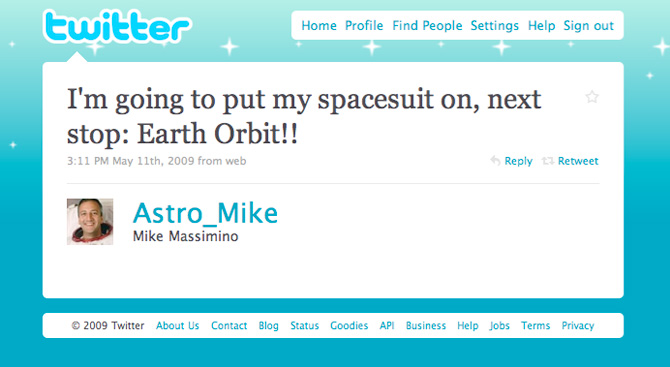 twitter
Home Profile Find People Settings Help Sign out
I'm going to put my spacesuit on, next
stop: Earth Orbit!!
3:11 PM May 11th, 2009 from web
Reply Retweet
Astro_Mike
Mike Massimino
© 2009 Twitter About Us Contact Blog Status Goodies API Business Help Jobs Terms Privacy